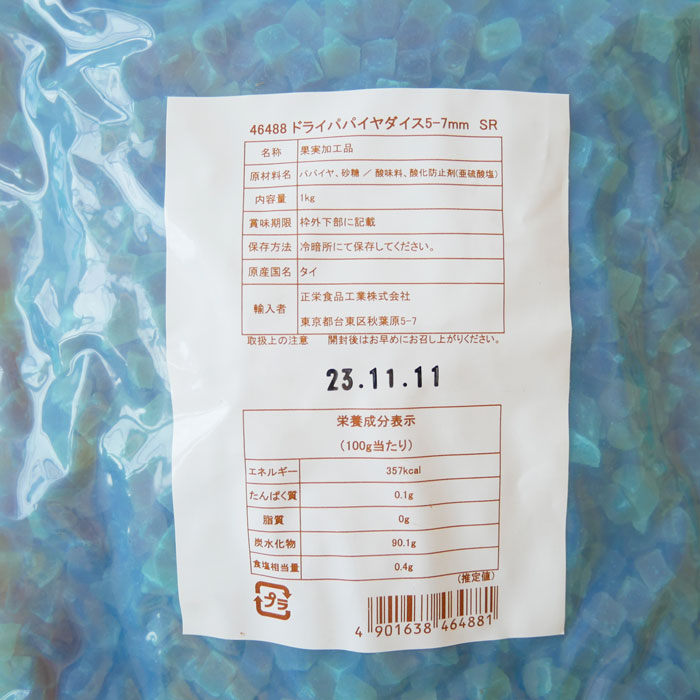 46488 ドライパパイヤダイス5-7mm SR
名称 果実加工品
原材料名 パパイヤ、砂糖 ／ 酸味料、酸化防止剤(亜硫酸塩)
内容量 1kg
賞味期限 枠外下部に記載
保存方法 冷暗所にて保存してください。
原産国名 タイ
輸入者 正栄食品工業株式会社
東京都台東区秋葉原5-7
取扱上の注意 開封後はお早めにお召し上がりください。
23.11.11
栄養成分表示
(100g当たり)
エネルギー 357kcal
たんぱく質 0.1g
脂質 0g
炭水化物 90.1g
食塩相当量 0.4g
(推定値)
プラ
4 901638 464881